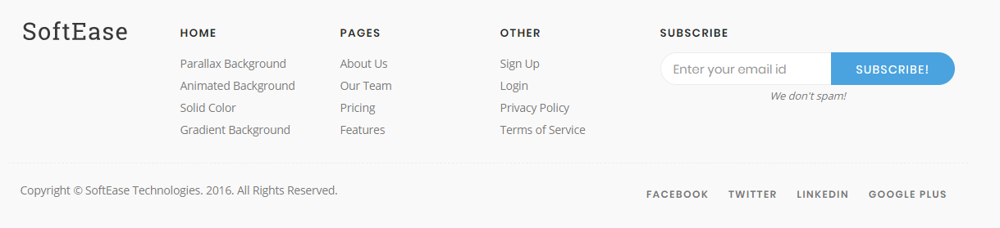 SoftEase
HOME
Parallax Background
Animated Background
Solid Color
Gradient Background
PAGES
About Us
Our Team
Pricing
Features
OTHER
Sign Up
Login
Privacy Policy
Terms of Service
SUBSCRIBE
Enter your email id
SUBSCRIBE!
We don't spam!
Copyright © SoftEase Technologies. 2016. All Rights Reserved.
FACEBOOK TWITTER LINKEDIN GOOGLE PLUS